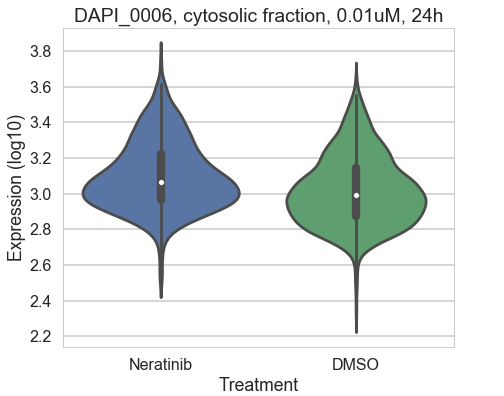 DAPI_0006, cytosolic fraction, 0.01uM, 24h
Expression (log10)
3.8
3.6
3.4
3.2
3.0
2.8
2.6
2.4
2.2
Neratinib DMSO
Treatment